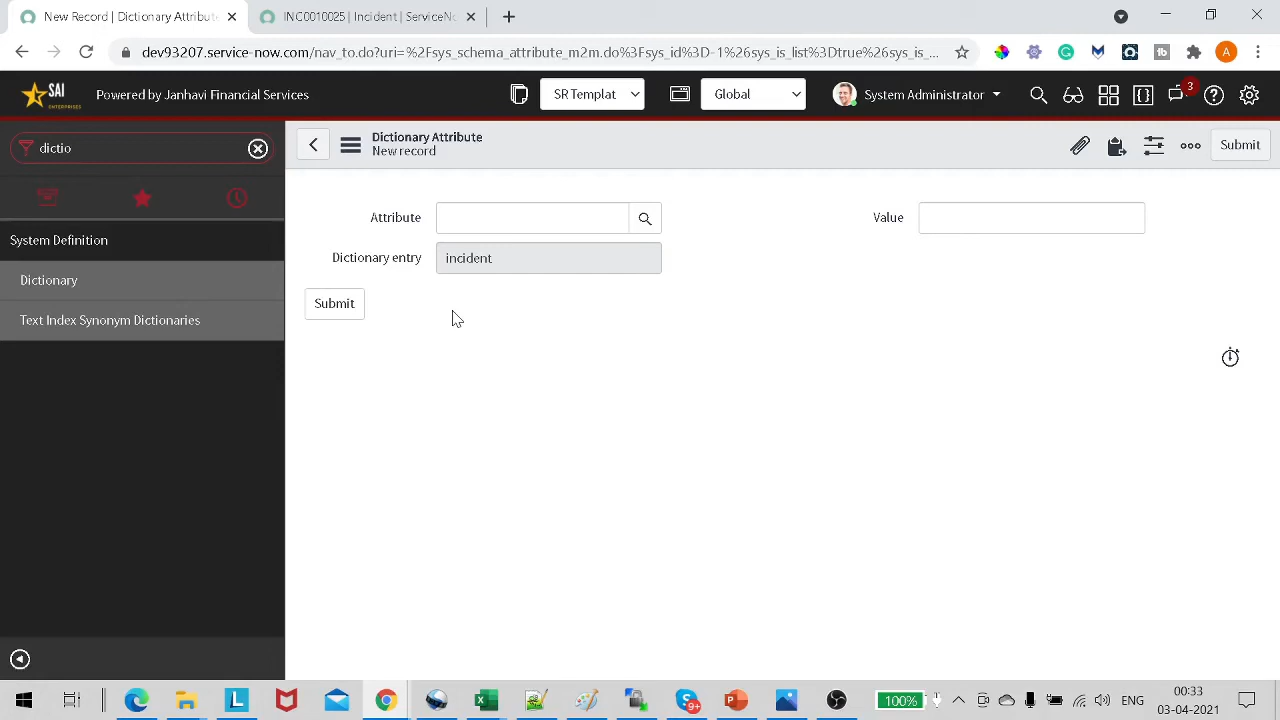 New Record | Dictionary Attribut
INC0010025 | Incident | ServiceNo
dev93207.service-now.com/nav_to.do?uri=%2Fsys_schema_attribute_m2m.do%3Fsys_id%3D-1%26sys_is_list%3Dtrue%26sys_is_...
A
SAI
ENTERPRISES
Powered by Janhavi Financial Services
SR Templat
Global
System Administrator
3
dictio
Dictionary Attribute
New record
Submit
Attribute
Value
System Definition
Dictionary entry
incident
Dictionary
Submit
Text Index Synonym Dictionaries
L
9+
100%
ENG
00:33
03-04-2021